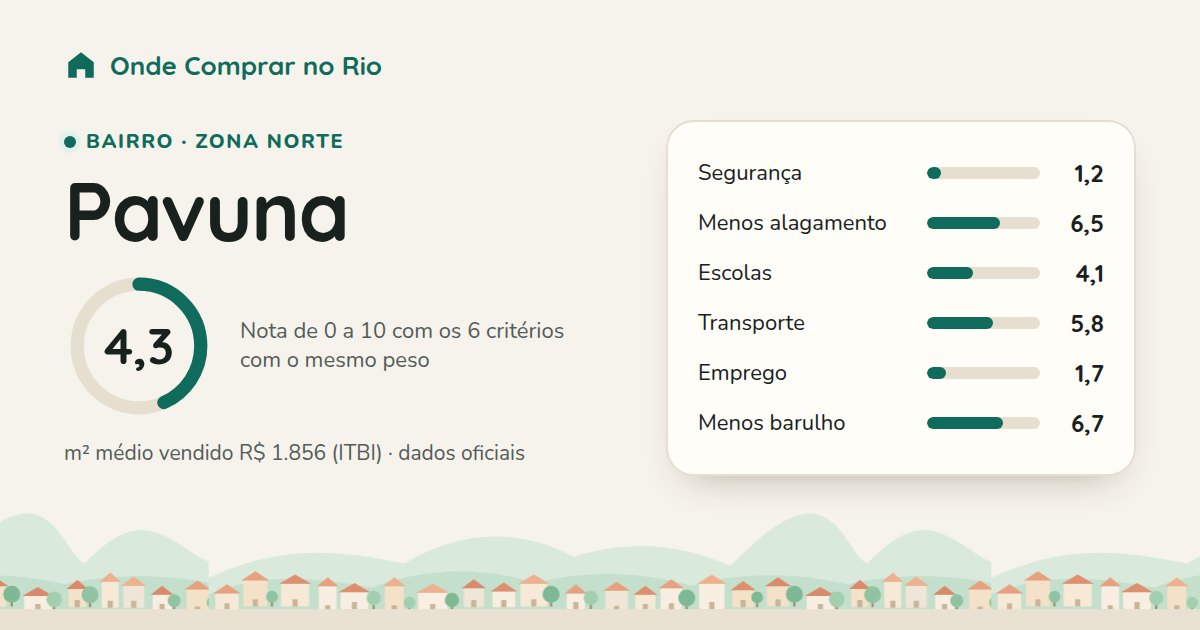 Onde Comprar no Rio
BAIRRO · ZONA NORTE
Pavuna
4,3
Nota de 0 a 10 com os 6 critérios
com o mesmo peso
m² médio vendido R$ 1.856 (ITBI) · dados oficiais
Segurança 1,2
Menos alagamento 6,5
Escolas 4,1
Transporte 5,8
Emprego 1,7
Menos barulho 6,7